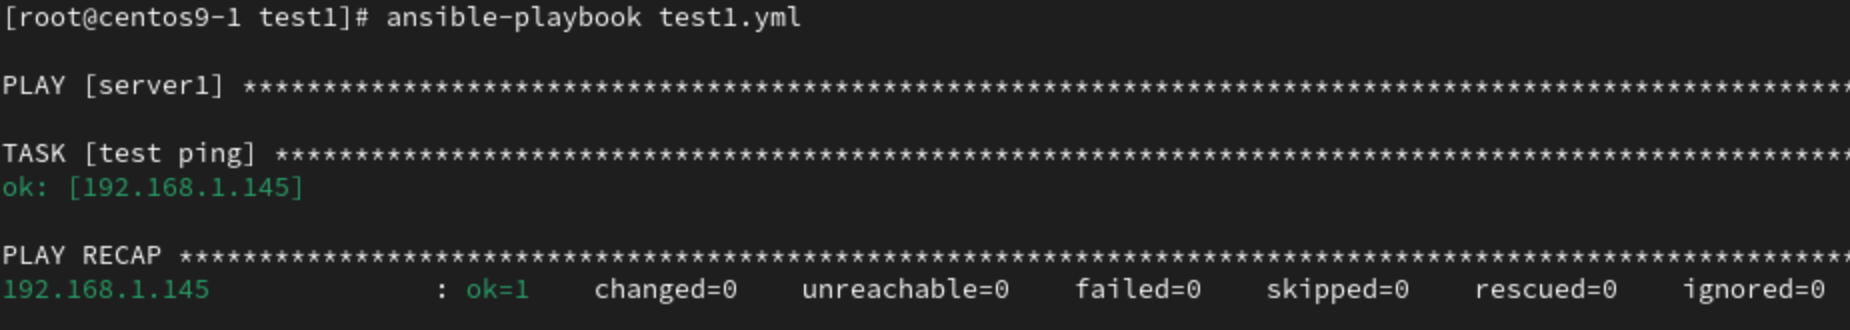 [root@centos9-1 test1]# ansible-playbook test1.yml
PLAY [server1] *****************************************************************************************************
TASK [test ping] ***************************************************************************************************
ok: [192.168.1.145]
PLAY RECAP *********************************************************************************************************
192.168.1.145              : ok=1    changed=0    unreachable=0    failed=0    skipped=0    rescued=0    ignored=0